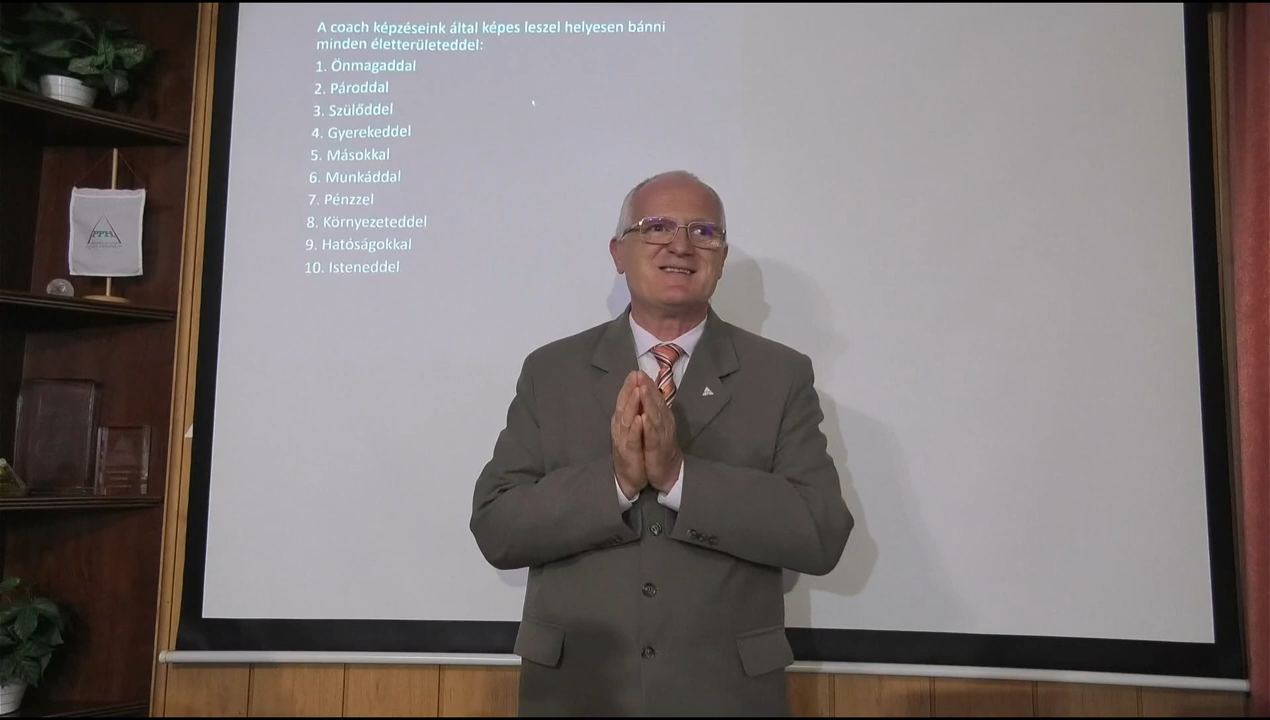 A coach képzéseink által képes leszel helyesen bánni
minden életterületeddel:
1. Önmagaddal
2. Pároddal
3. Szülőddel
4. Gyerekeddel
5. Másokkal
6. Munkáddal
7. Pénzzel
8. Környezeteddel
9. Hatóságokkal
10. Isteneddel